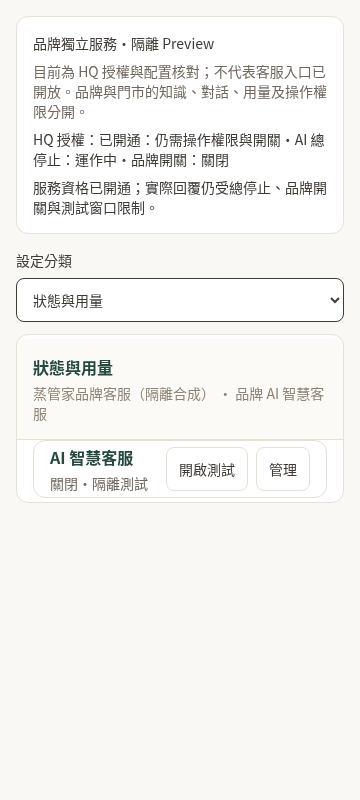 品牌獨立服務・隔離 Preview
目前為 HQ 授權與配置核對；不代表客服入口已
開放。品牌與門市的知識、對話、用量及操作權
限分開。
HQ 授權：已開通：仍需操作權限與開關・AI 總
停止：運作中・品牌開關：關閉
服務資格已開通；實際回覆仍受總停止、品牌開
關與測試窗口限制。
設定分類
狀態與用量
狀態與用量
蒸管家品牌客服（隔離合成） · 品牌 AI 智慧客
服
AI 智慧客服
關閉・隔離測試
開啟測試
管理